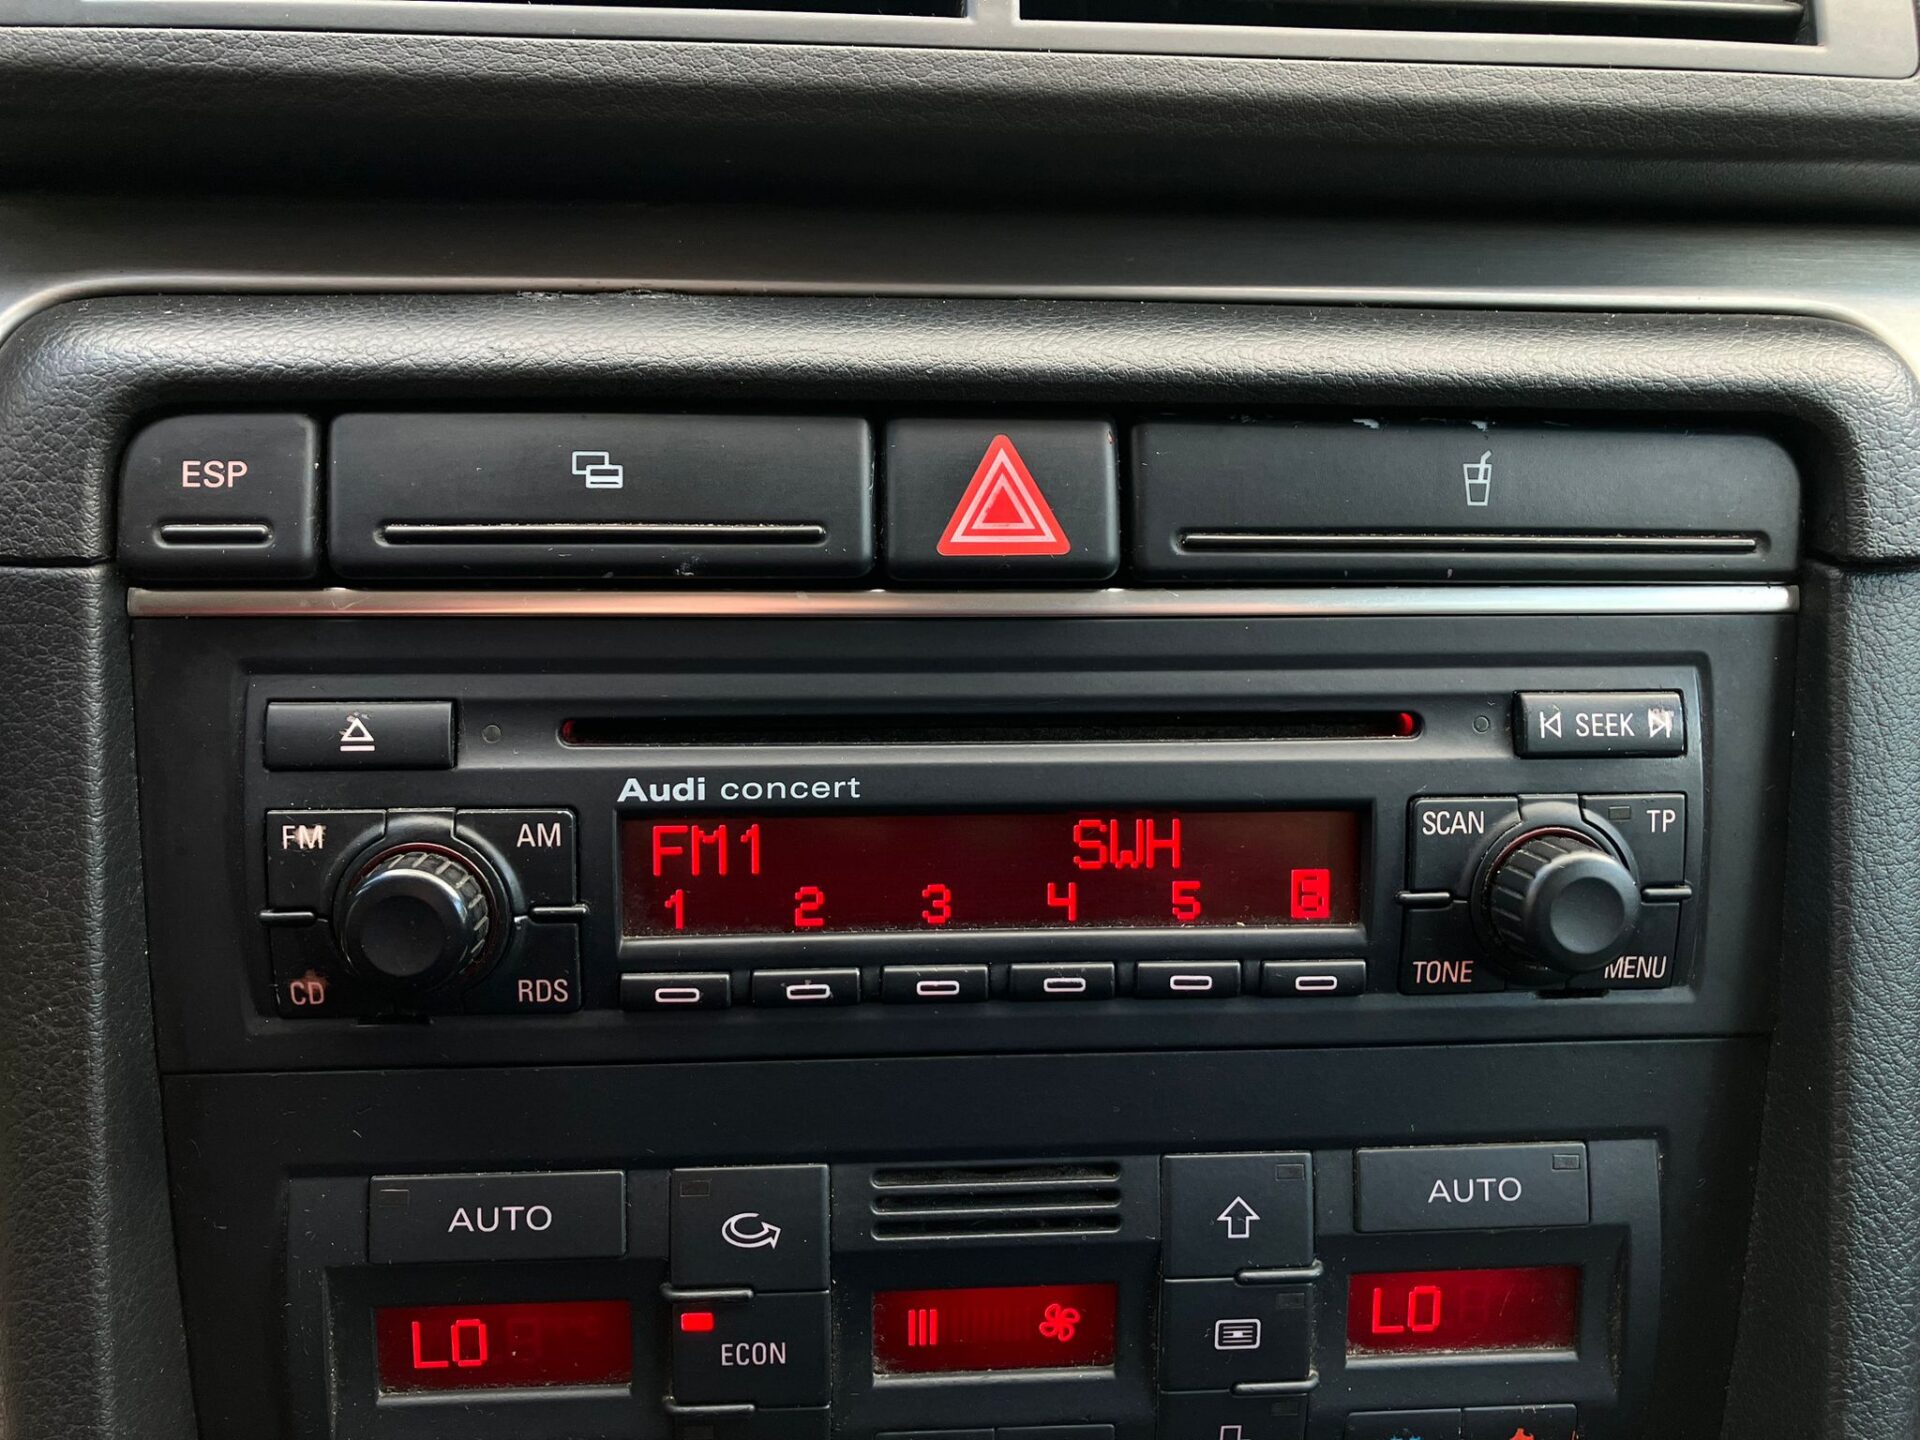 ESP
SEEK
Audi concert
FM
AM
FM1 SWH
SCAN
TP
1 2 3 4 5 6
CD
RDS
TONE
MENU
AUTO
AUTO
LO
ECON
LO